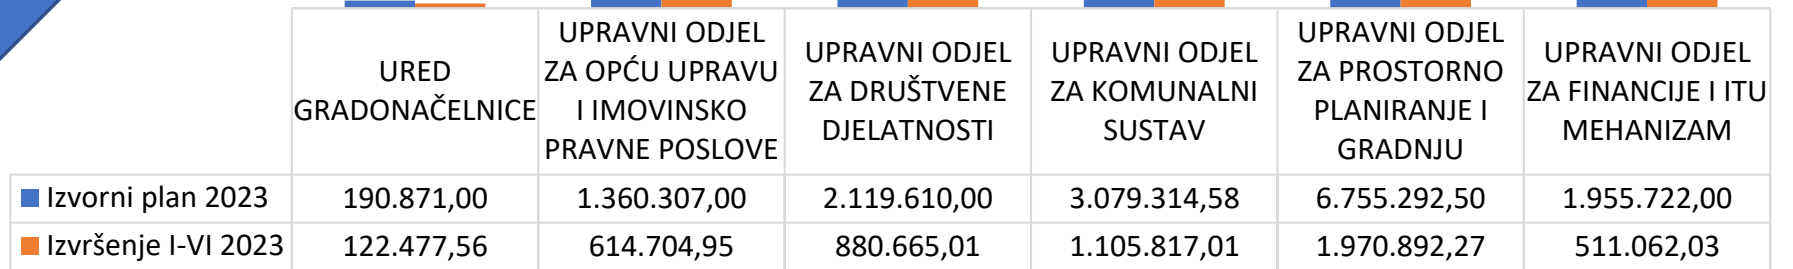 URED
GRADONAČELNICE
UPRAVNI ODJEL
ZA OPĆU UPRAVU
I IMOVINSKO
PRAVNE POSLOVE
UPRAVNI ODJEL
ZA DRUŠTVENE
DJELATNOSTI
UPRAVNI ODJEL
ZA KOMUNALNI
SUSTAV
UPRAVNI ODJEL
ZA PROSTORNO
PLANIRANJE I
GRADNJU
UPRAVNI ODJEL
ZA FINANCIJE I ITU
MEHANIZAM
Izvorni plan 2023 190.871,00 1.360.307,00 2.119.610,00 3.079.314,58 6.755.292,50 1.955.722,00
Izvršenje I-VI 2023 122.477,56 614.704,95 880.665,01 1.105.817,01 1.970.892,27 511.062,03